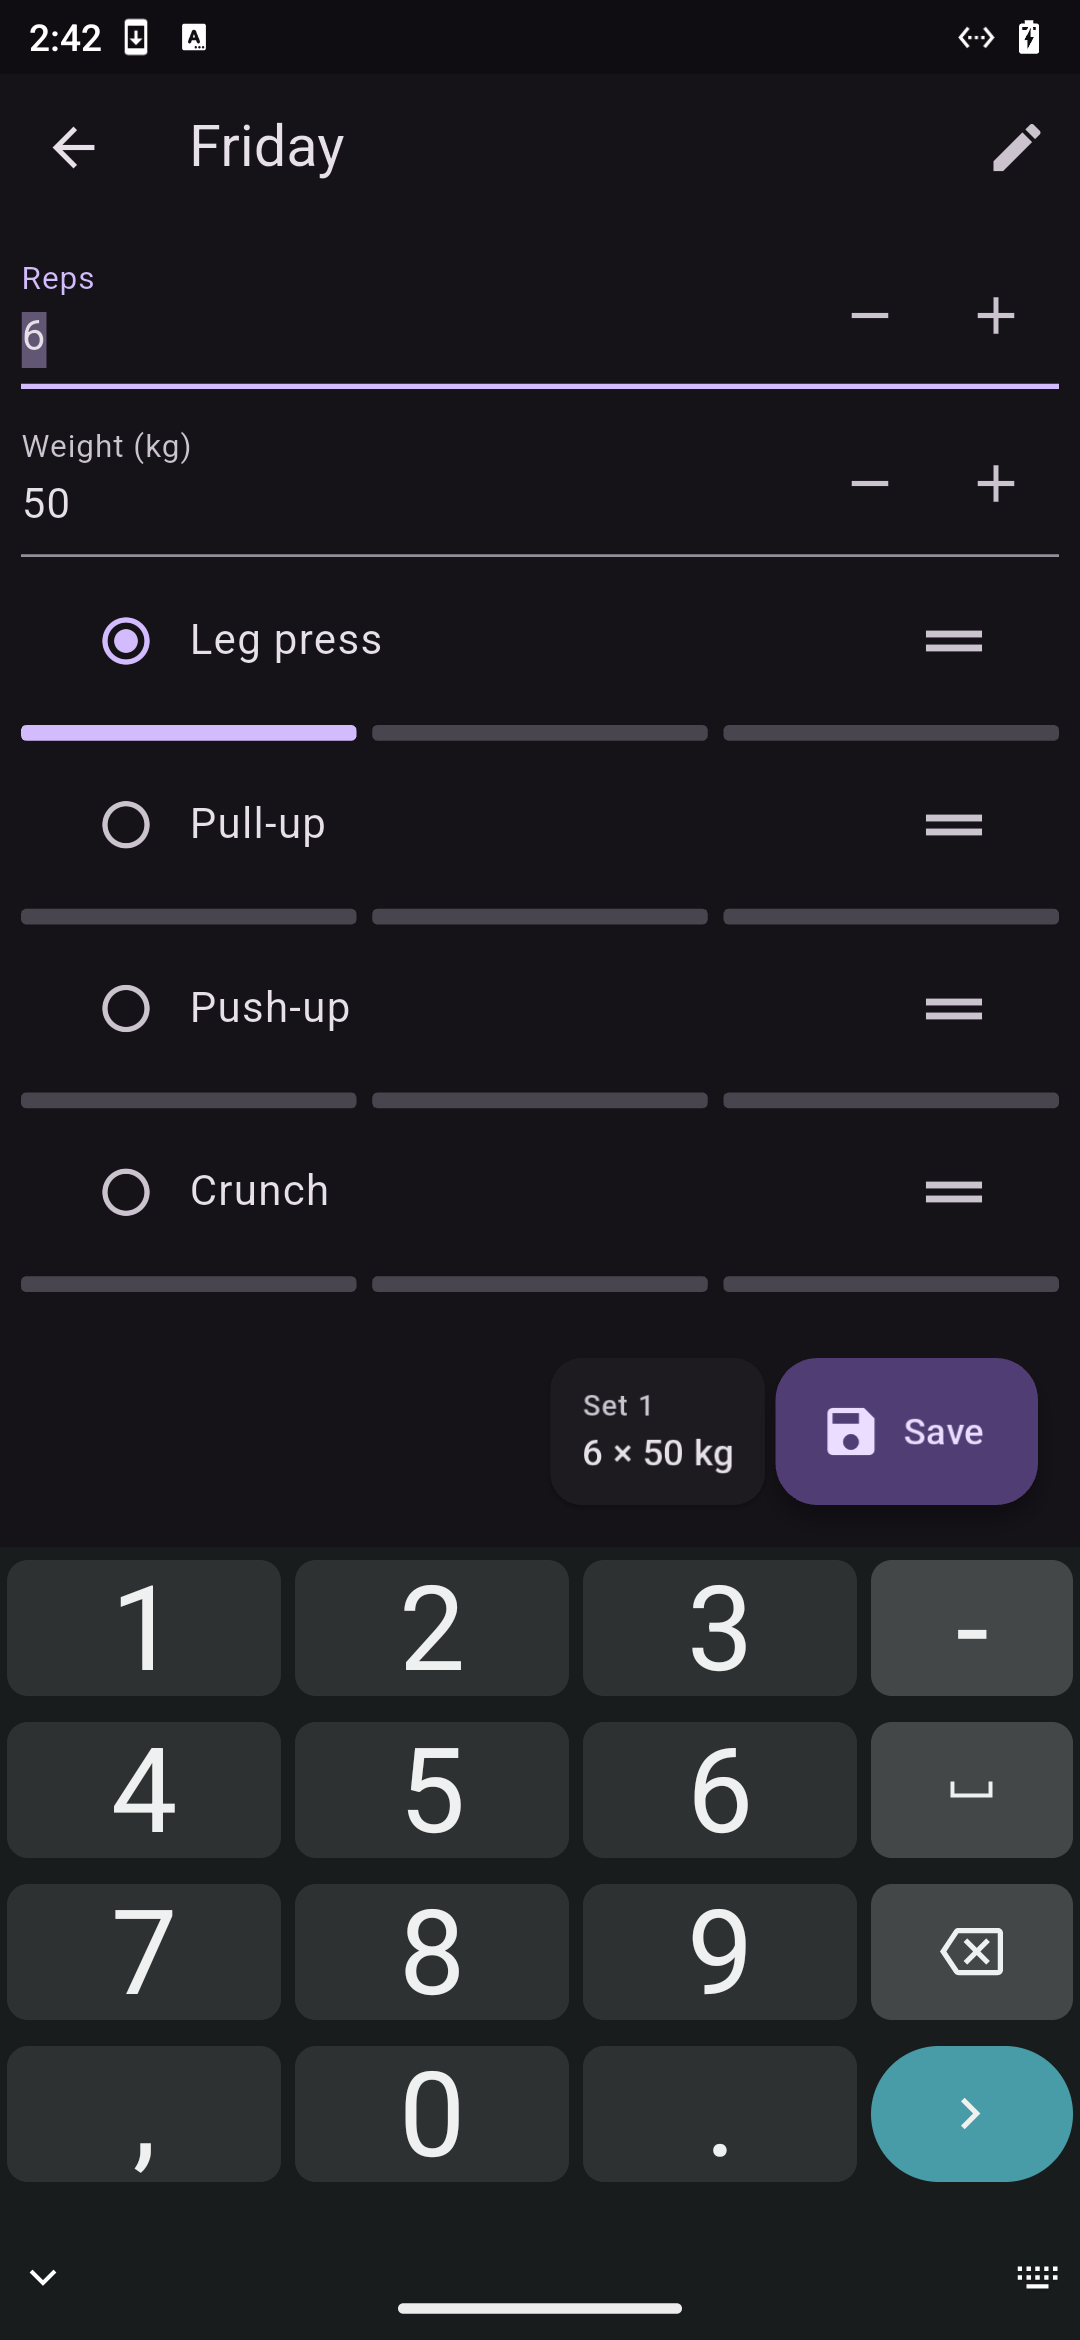 2:42
Friday
Reps
6
Weight (kg)
50
Leg press
Pull-up
Push-up
Crunch
Set 1
6 × 50 kg
Save
1 2 3 -
4 5 6
7 8 9
, 0 .